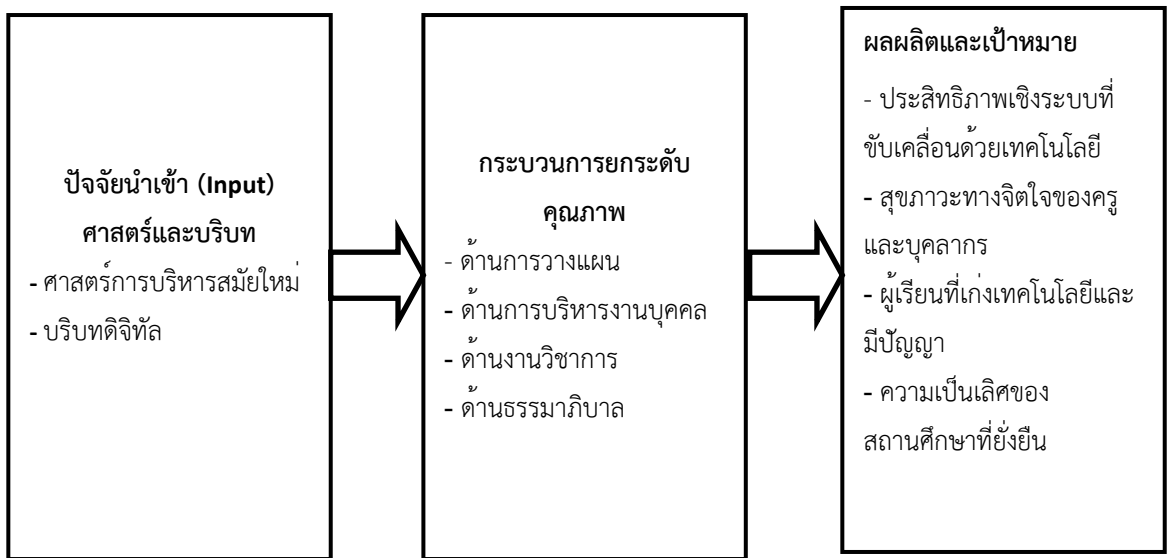 ปัจจัยนำเข้า (Input)
ศาสตร์และบริบท
- ศาสตร์การบริหารสมัยใหม่
- บริบทดิจิทัล
กระบวนการยกระดับ
คุณภาพ
- ด้านการวางแผน
- ด้านการบริหารงานบุคคล
- ด้านงานวิชาการ
- ด้านธรรมาภิบาล
ผลผลิตและเป้าหมาย
- ประสิทธิภาพเชิงระบบที่
ขับเคลื่อนด้วยเทคโนโลยี
- สุขภาวะทางจิตใจของครู
และบุคลากร
- ผู้เรียนที่เก่งเทคโนโลยีและ
มีปัญญา
- ความเป็นเลิศของ
สถานศึกษาที่ยั่งยืน